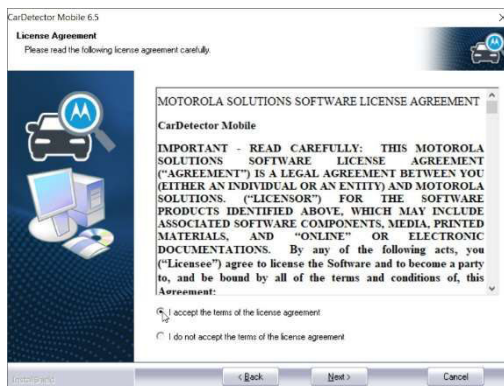 CarDetector Mobile 6.5
License Agreement
Please read the following license agreement carefully.
MOTOROLA SOLUTIONS SOFTWARE LICENSE AGREEMENT
CarDetector Mobile
IMPORTANT - READ CAREFULLY: THIS MOTOROLA
SOLUTIONS SOFTWARE LICENSE AGREEMENT
(“AGREEMENT”) IS A LEGAL AGREEMENT BETWEEN YOU
(EITHER AN INDIVIDUAL OR AN ENTITY) AND MOTOROLA
SOLUTIONS. (“LICENSOR”) FOR THE SOFTWARE
PRODUCTS IDENTIFIED ABOVE, WHICH MAY INCLUDE
ASSOCIATED SOFTWARE COMPONENTS, MEDIA, PRINTED
MATERIALS, AND “ONLINE” OR ELECTRONIC
DOCUMENTATIONS. By any of the following acts, you
(“Licensee”) agree to license the Software and to become a party
to, and be bound by all of the terms and conditions of, this
Agreement:
I accept the terms of the license agreement
I do not accept the terms of the license agreement
InstallShield
< Back Next > Cancel